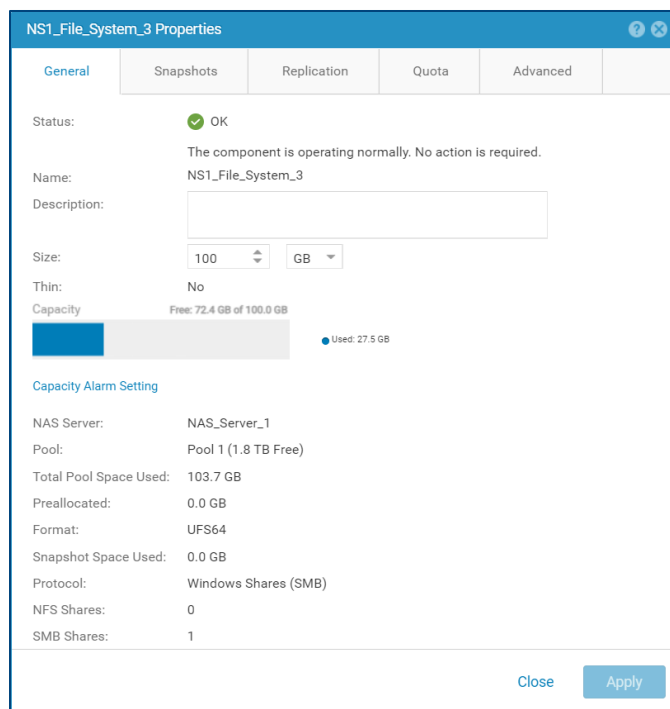 NS1_File_System_3 Properties
General Snapshots Replication Quota Advanced
Status: OK
The component is operating normally. No action is required.
Name: NS1_File_System_3
Description:
Size: 100 GB
Thin: No
Capacity Free: 72.4 GB of 100.0 GB
Used: 27.5 GB
Capacity Alarm Setting
NAS Server: NAS_Server_1
Pool: Pool 1 (1.8 TB Free)
Total Pool Space Used: 103.7 GB
Preallocated: 0.0 GB
Format: UFS64
Snapshot Space Used: 0.0 GB
Protocol: Windows Shares (SMB)
NFS Shares: 0
SMB Shares: 1
Close Apply